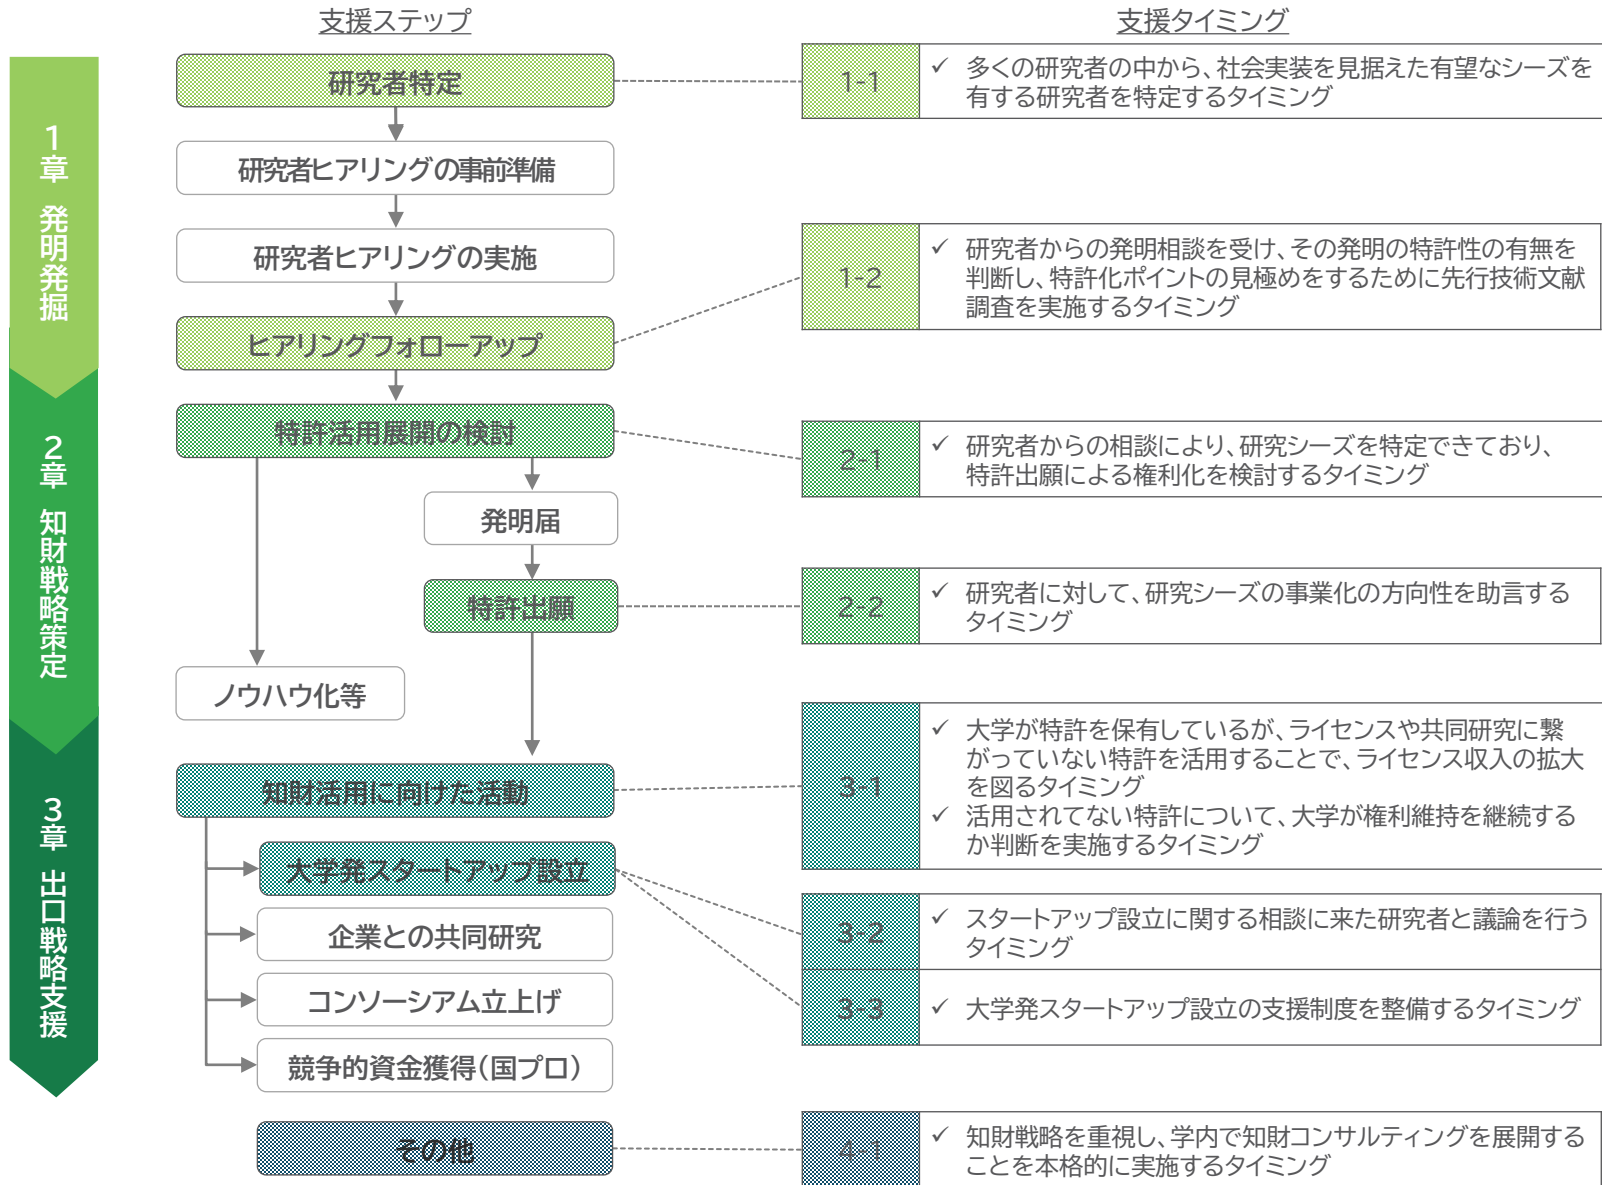 支援ステップ
支援タイミング
1章 発明発掘
2章 知財戦略策定
3章 出口戦略支援
研究者特定
研究者ヒアリングの事前準備
研究者ヒアリングの実施
ヒアリングフォローアップ
特許活用展開の検討
発明届
特許出願
ノウハウ化等
知財活用に向けた活動
大学発スタートアップ設立
企業との共同研究
コンソーシアム立上げ
競争的資金獲得(国プロ)
その他
1-1
✓ 多くの研究者の中から、社会実装を見据えた有望なシーズを
有する研究者を特定するタイミング
1-2
✓ 研究者からの発明相談を受け、その発明の特許性の有無を
判断し、特許化ポイントの見極めをするために先行技術文献
調査を実施するタイミング
2-1
✓ 研究者からの相談により、研究シーズを特定できており、
特許出願による権利化を検討するタイミング
2-2
✓ 研究者に対して、研究シーズの事業化の方向性を助言する
タイミング
3-1
✓ 大学が特許を保有しているが、ライセンスや共同研究に繋
がっていない特許を活用することで、ライセンス収入の拡大
を図るタイミング
✓ 活用されてない特許について、大学が権利維持を継続する
か判断を実施するタイミング
3-2
✓ スタートアップ設立に関する相談に来た研究者と議論を行う
タイミング
3-3
✓ 大学発スタートアップ設立の支援制度を整備するタイミング
4-1
✓ 知財戦略を重視し、学内で知財コンサルティングを展開する
ことを本格的に実施するタイミング